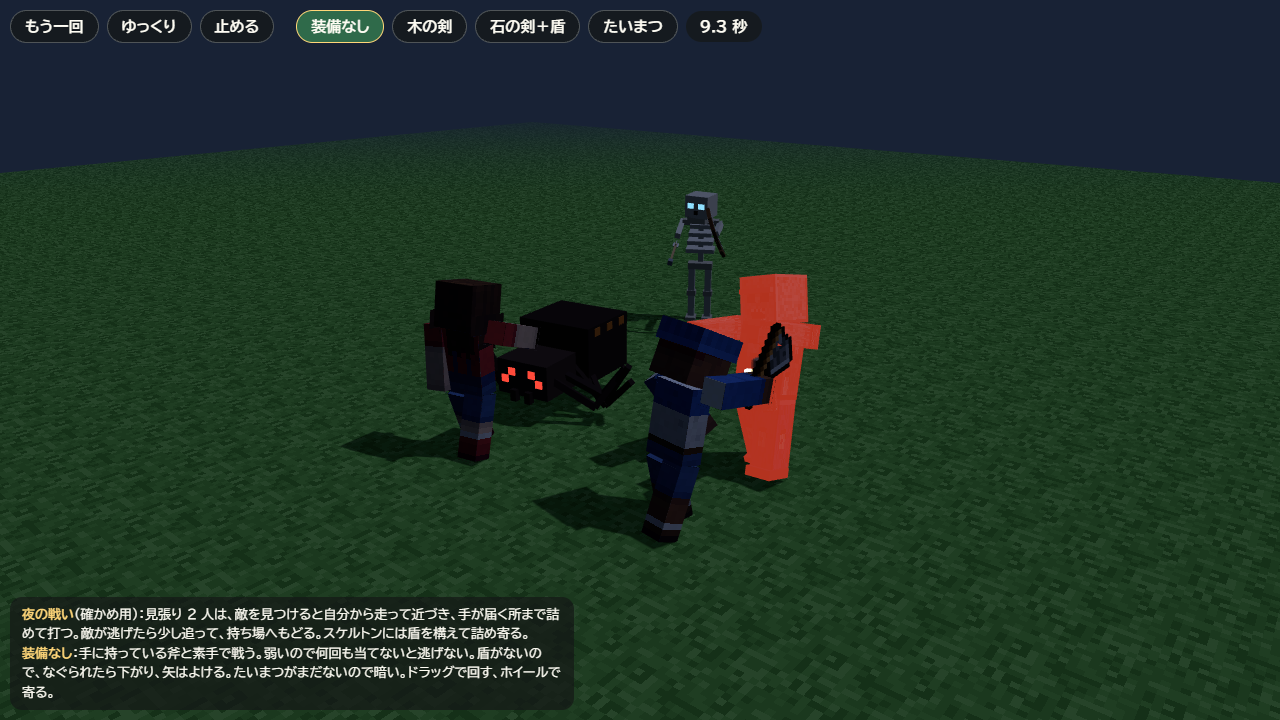 もう一回 ゆっくり 止める 装備なし 木の剣 石の剣＋盾 たいまつ 9.3 秒
夜の戦い（確かめ用）：見張り 2 人は、敵を見つけると自分から走って近づき、手が届く所まで詰
めて打つ。敵が逃げたら少し追って、持ち場へもどる。スケルトンには盾を構えて詰め寄る。
装備なし：手に持っている斧と素手で戦う。弱いので何回も当てないと逃げない。盾がないの
で、なぐられたら下がり、矢はよける。たいまつがまだないので暗い。ドラッグで回す、ホイールで
寄る。